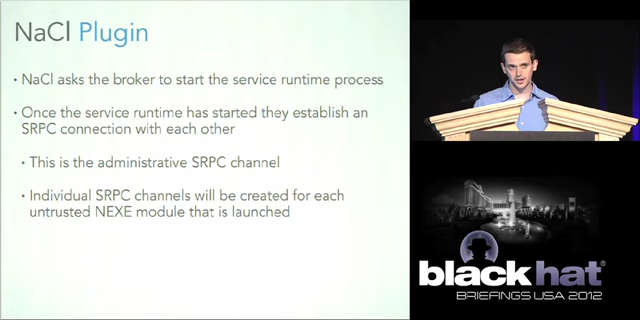 NaCl Plugin
• NaCl asks the broker to start the service runtime process
• Once the service runtime has started they establish an
SRPC connection with each other
• This is the administrative SRPC channel
• Individual SRPC channels will be created for each
untrusted NEXE module that is launched
black hat®
BRIEFINGS USA 2012